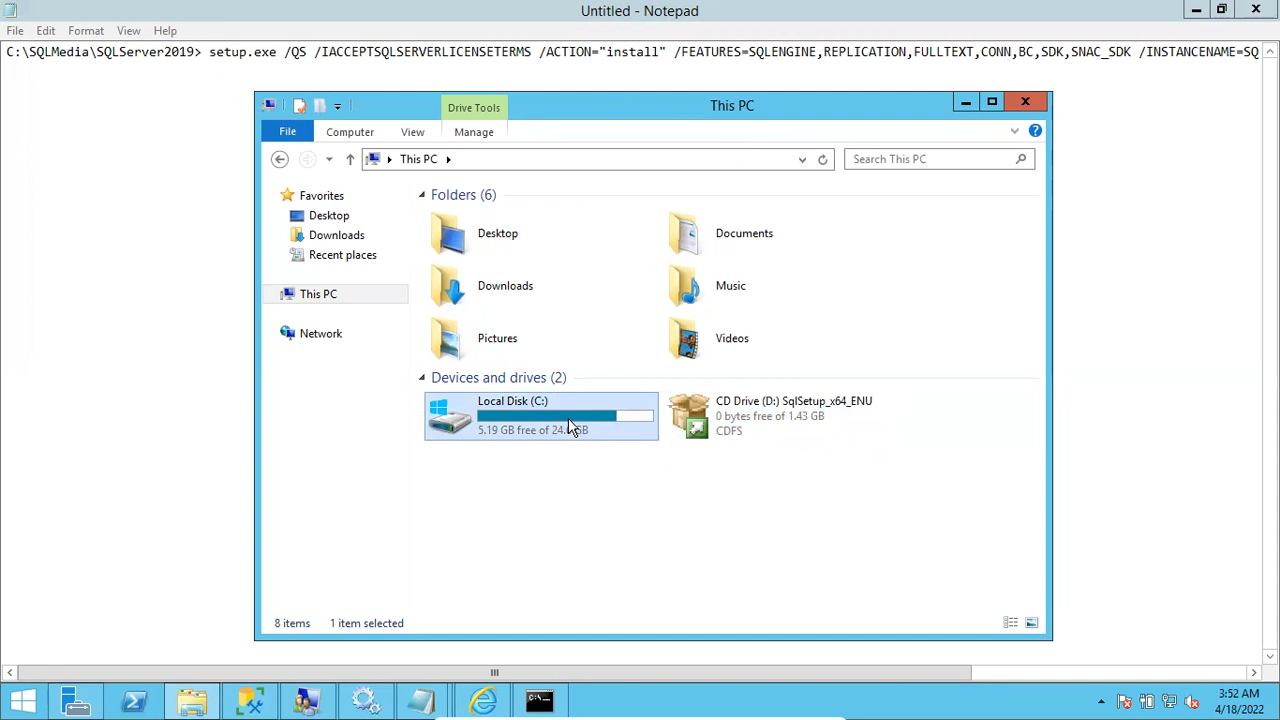 Untitled - Notepad
File Edit Format View Help
C:\SQLMedia\SQLServer2019> setup.exe /QS /IACCEPTSQLSERVERLICENSETERMS /ACTION="install" /FEATURES=SQLENGINE,REPLICATION,FULLTEXT,CONN,BC,SDK,SNAC_SDK /INSTANCENAME=SQ
Drive Tools
This PC
File Computer View Manage
This PC
Search This PC
Favorites
Desktop
Downloads
Recent places
This PC
Network
Folders (6)
Desktop
Documents
Downloads
Music
Pictures
Videos
Devices and drives (2)
Local Disk (C:)
5.19 GB free of GB
CD Drive (D:) SqlSetup_x64_ENU
0 bytes free of 1.43 GB
CDFS
8 items 1 item selected
3:52 AM
4/18/2022